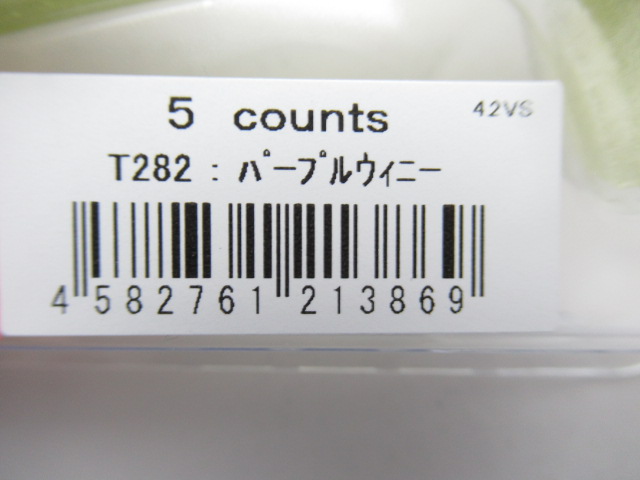 5 counts
42VS
T282 : ﾊﾟｰﾌﾟﾙｳｨﾆｰ
4 582761 213869